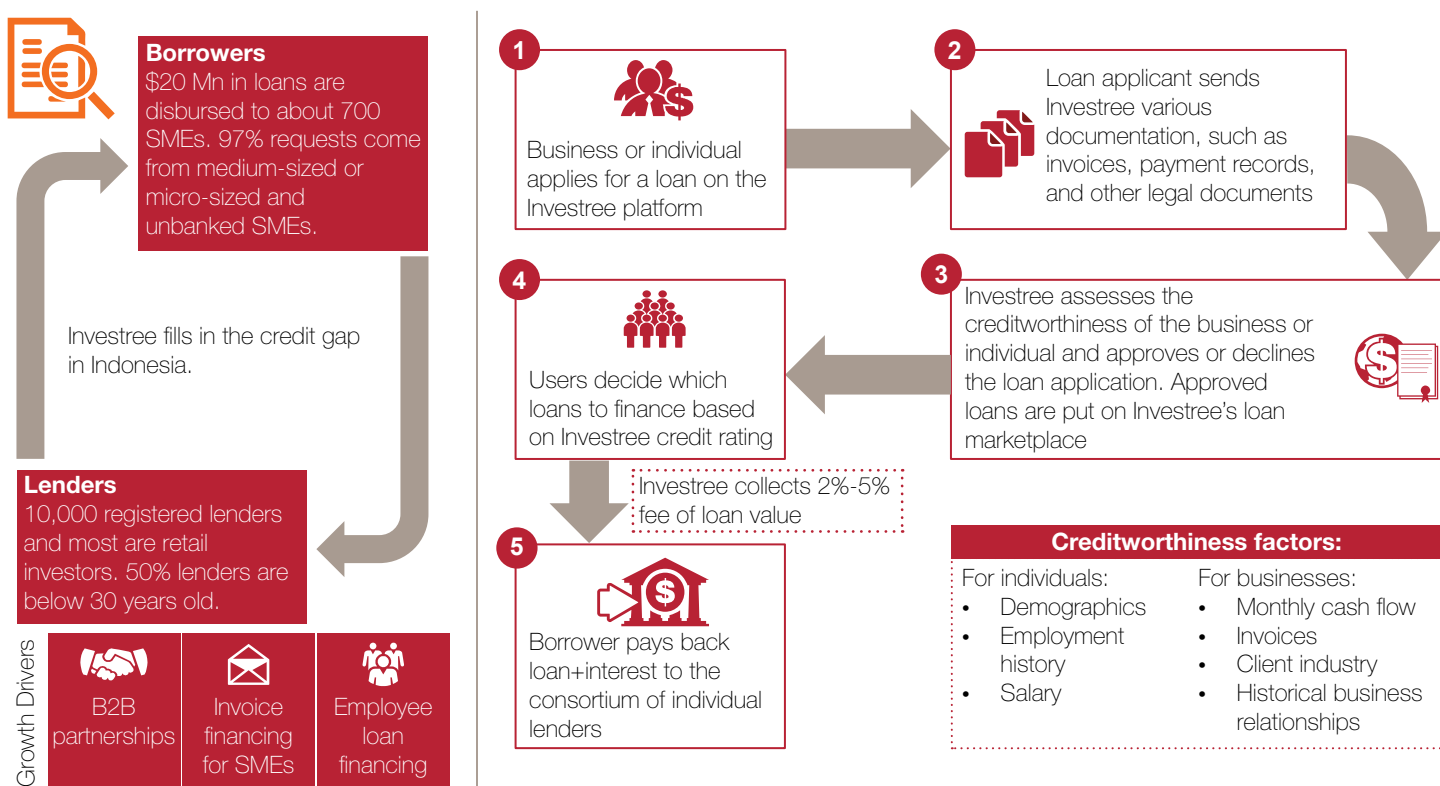 Borrowers
$20 Mn in loans are
disbursed to about 700
SMEs. 97% requests come
from medium-sized or
micro-sized and
unbanked SMEs.
Investree fills in the credit gap
in Indonesia.
Lenders
10,000 registered lenders
and most are retail
investors. 50% lenders are
below 30 years old.
Growth Drivers
B2B
partnerships
Invoice
financing
for SMEs
Employee
loan
financing
1
Business or individual
applies for a loan on the
Investree platform
2
Loan applicant sends
Investree various
documentation, such as
invoices, payment records,
and other legal documents
3
Investree assesses the
creditworthiness of the business or
individual and approves or declines
the loan application. Approved
loans are put on Investree’s loan
marketplace
4
Users decide which
loans to finance based
on Investree credit rating
Investree collects 2%-5%
fee of loan value
5
Borrower pays back
loan+interest to the
consortium of individual
lenders
Creditworthiness factors:
For individuals:
• Demographics
• Employment
history
• Salary
For businesses:
• Monthly cash flow
• Invoices
• Client industry
• Historical business
relationships